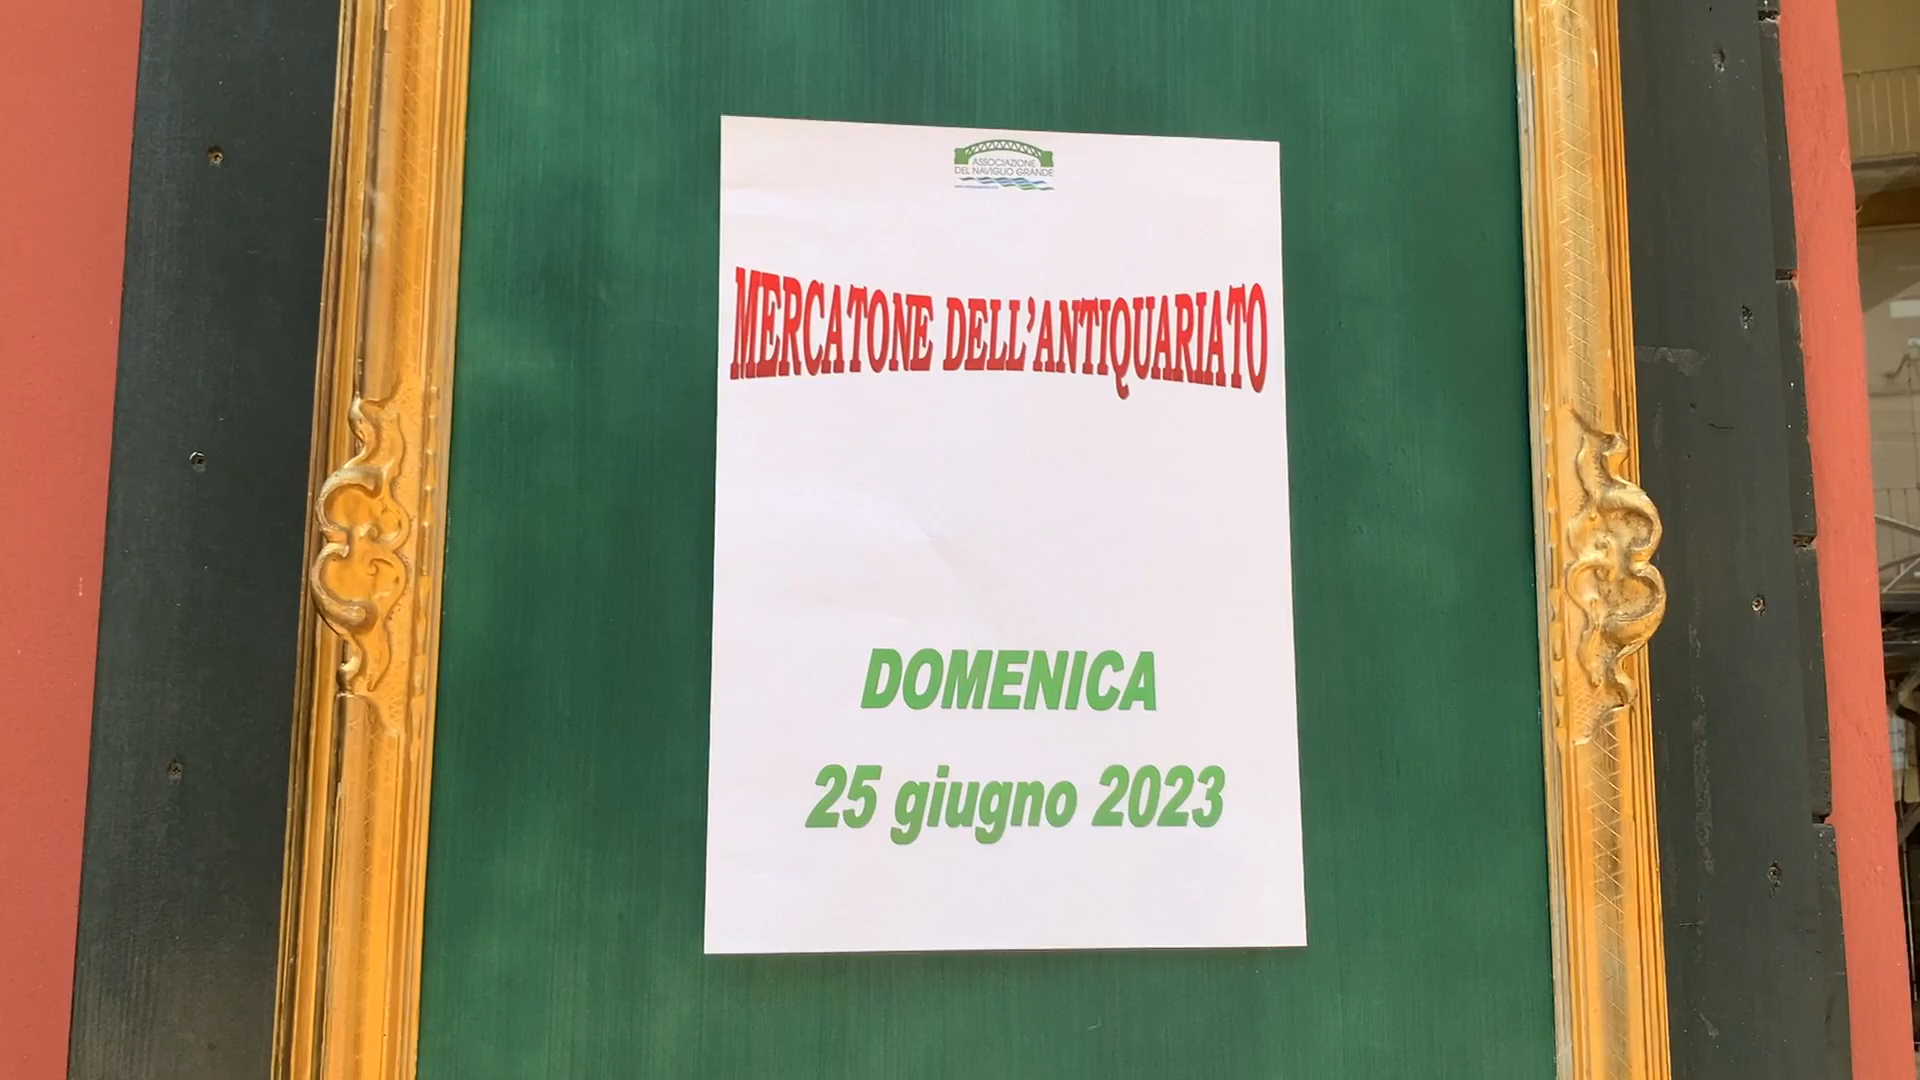 ASSOCIAZIONE
DEL NAVIGLIO GRANDE
MERCATONE DELL'ANTIQUARIATO
DOMENICA
25 giugno 2023